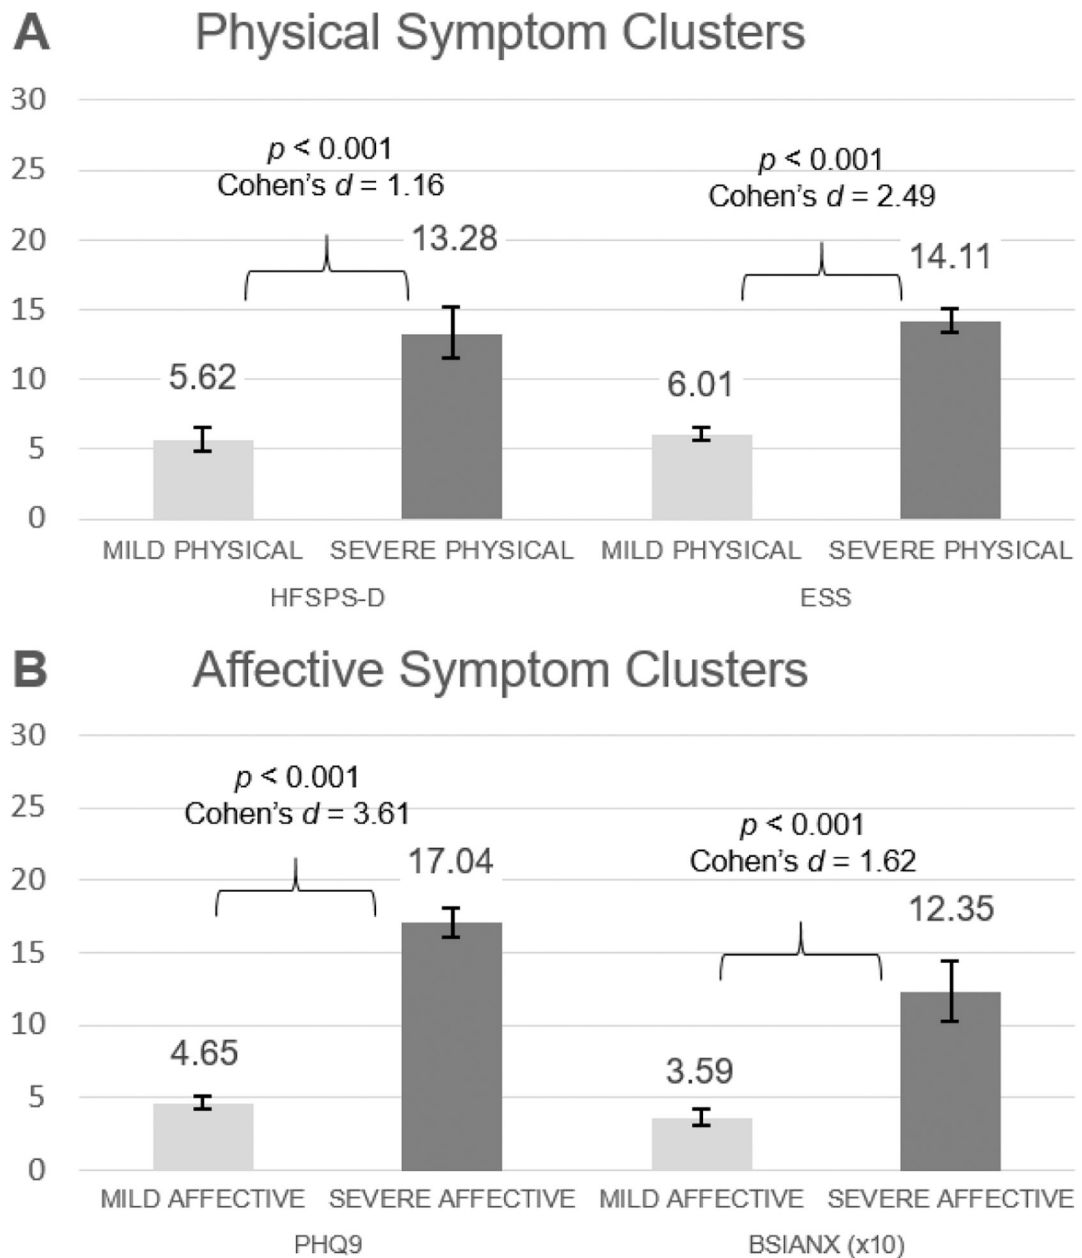 A Physical Symptom Clusters
30
p < 0.001
Cohen’s d = 1.16
p < 0.001
Cohen’s d = 2.49
25
20
13.28
14.11
15
10
5.62
6.01
5
0
MILD PHYSICAL SEVERE PHYSICAL MILD PHYSICAL SEVERE PHYSICAL
HFSPS-D ESS
B Affective Symptom Clusters
30
p < 0.001
Cohen’s d = 3.61
25
p < 0.001
Cohen’s d = 1.62
17.04
20
12.35
15
10
4.65
3.59
5
0
MILD AFFECTIVE SEVERE AFFECTIVE MILD AFFECTIVE SEVERE AFFECTIVE
PHQ9 BSIANX (x10)